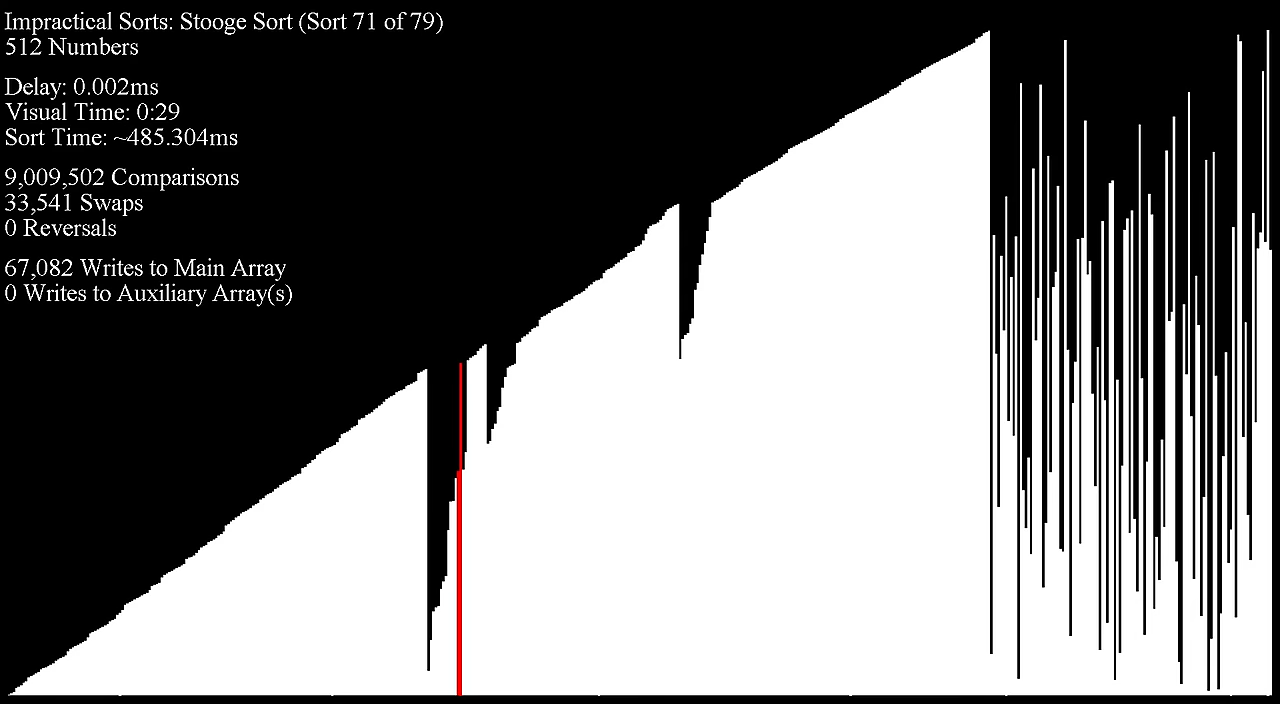 Impractical Sorts: Stooge Sort (Sort 71 of 79)
512 Numbers
Delay: 0.002ms
Visual Time: 0:29
Sort Time: ~485.304ms
9,009,502 Comparisons
33,541 Swaps
0 Reversals
67,082 Writes to Main Array
0 Writes to Auxiliary Array(s)